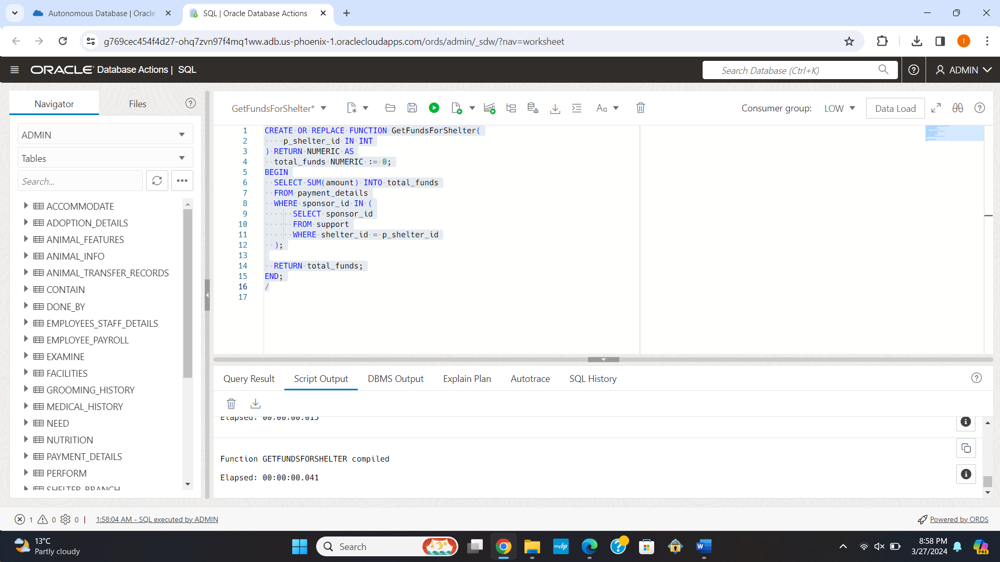 Autonomous Database | Oracle
SQL | Oracle Database Actions
g769cec454f4d27-ohq7zvn97f4mq1ww.adb.us-phoenix-1.oraclecloudapps.com/ords/admin/_sdw/?nav=worksheet
I
ORACLE Database Actions | SQL
Search Database (Ctrl+K)
ADMIN
Navigator
Files
ADMIN
Tables
Search...
ACCOMMODATE
ADOPTION_DETAILS
ANIMAL_FEATURES
ANIMAL_INFO
ANIMAL_TRANSFER_RECORDS
CONTAIN
DONE_BY
EMPLOYEES_STAFF_DETAILS
EMPLOYEE_PAYROLL
EXAMINE
FACILITIES
GROOMING_HISTORY
MEDICAL_HISTORY
NEED
NUTRITION
PAYMENT_DETAILS
PERFORM
SHELTER_BRANCH
GetFundsForShelter*
Aa
Consumer group: LOW
Data Load
1 CREATE OR REPLACE FUNCTION GetFundsForShelter(
2 p_shelter_id IN INT
3 ) RETURN NUMERIC AS
4 total_funds NUMERIC := 0;
5 BEGIN
6 SELECT SUM(amount) INTO total_funds
7 FROM payment_details
8 WHERE sponsor_id IN (
9 SELECT sponsor_id
10 FROM support
11 WHERE shelter_id = p_shelter_id
12 );
13
14 RETURN total_funds;
15 END;
16 /
17
Query Result
Script Output
DBMS Output
Explain Plan
Autotrace
SQL History
Elapsed: 00:00:00.015
Function GETFUNDSFORSHELTER compiled
Elapsed: 00:00:00.041
1 0 0 | 1:58:04 AM - SQL executed by ADMIN
Powered by ORDS
13°C
Partly cloudy
Search
myhp
W
8:58 PM
3/27/2024
PRE